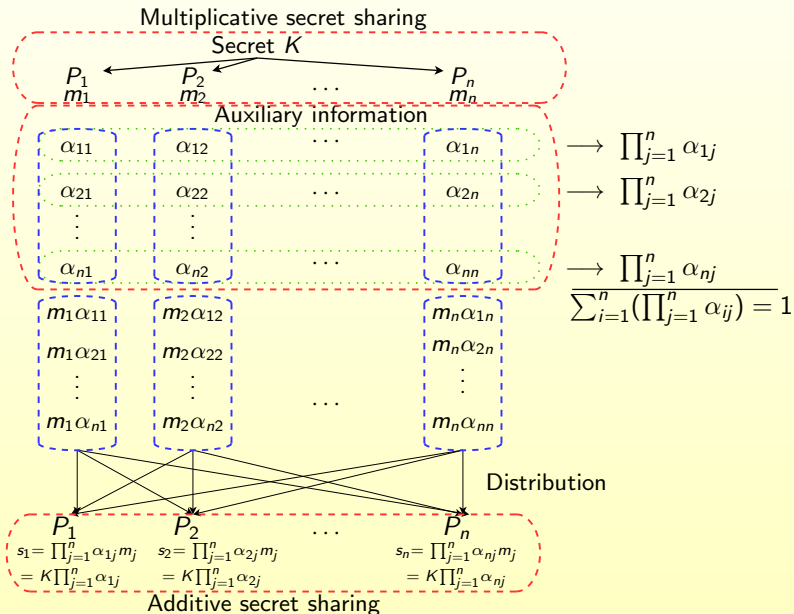 Multiplicative secret sharing
Secret K
P₁ P₂ Pₙ
m₁ m₂ ⋯ mₙ
Auxiliary information
α₁₁ α₁₂ ⋯ α₁ₙ ⟶ ∏ⁿⱼ₌₁ α₁ⱼ
α₂₁ α₂₂ α₂ₙ ⟶ ∏ⁿⱼ₌₁ α₂ⱼ
⋮ ⋮ ⋮
αₙ₁ αₙ₂ ⋯ αₙₙ ⟶ ∏ⁿⱼ₌₁ αₙⱼ
∑ⁿᵢ₌₁(∏ⁿⱼ₌₁ αᵢⱼ) = 1
m₁α₁₁ m₂α₁₂ mₙα₁ₙ
m₁α₂₁ m₂α₂₂ mₙα₂ₙ
⋮ ⋮ ⋯ ⋮
m₁αₙ₁ m₂αₙ₂ mₙαₙₙ
Distribution
P₁ P₂ ⋯ Pₙ
s₁= ∏ⁿⱼ₌₁ α₁ⱼmⱼ s₂= ∏ⁿⱼ₌₁ α₂ⱼmⱼ sₙ= ∏ⁿⱼ₌₁ αₙⱼmⱼ
= K∏ⁿⱼ₌₁ α₁ⱼ = K∏ⁿⱼ₌₁ α₂ⱼ = K∏ⁿⱼ₌₁ αₙⱼ
Additive secret sharing